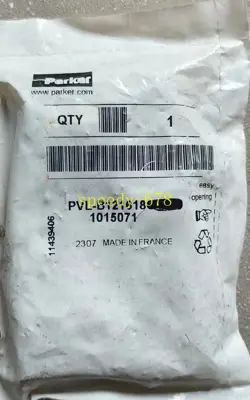 Parker
www.parker.com
QTY
1
easy
opening
1015071
2307 MADE IN FRANCE
11439406